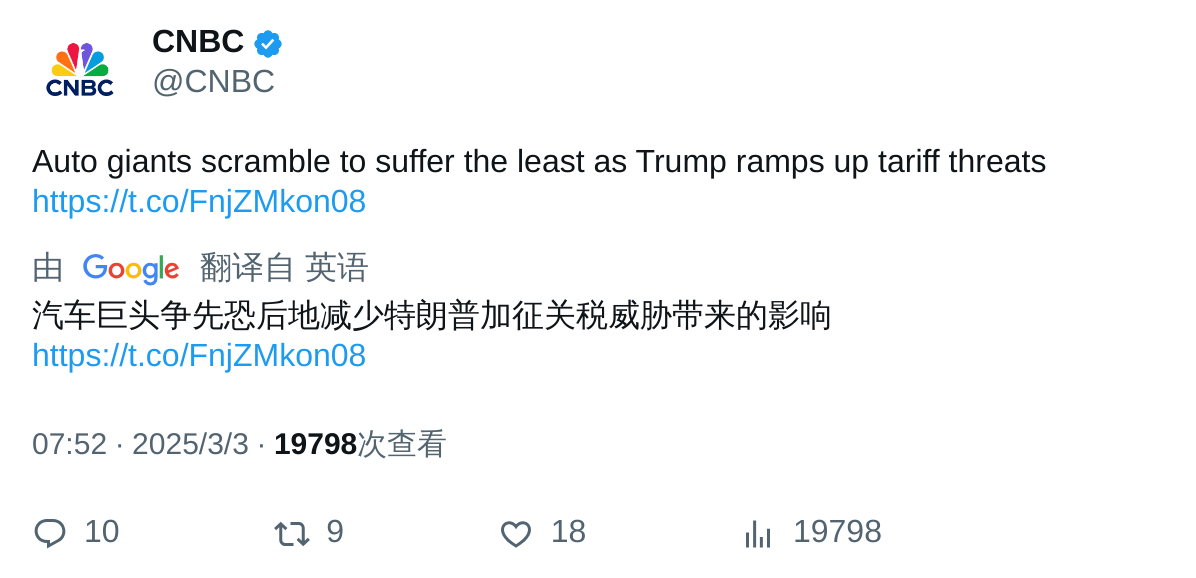 CNBC
CNBC
@CNBC
Auto giants scramble to suffer the least as Trump ramps up tariff threats
https://t.co/FnjZMkon08
由 Google 翻译自 英语
汽车巨头争先恐后地减少特朗普加征关税威胁带来的影响
https://t.co/FnjZMkon08
07:52 · 2025/3/3 · 19798次查看
10 9 18 19798